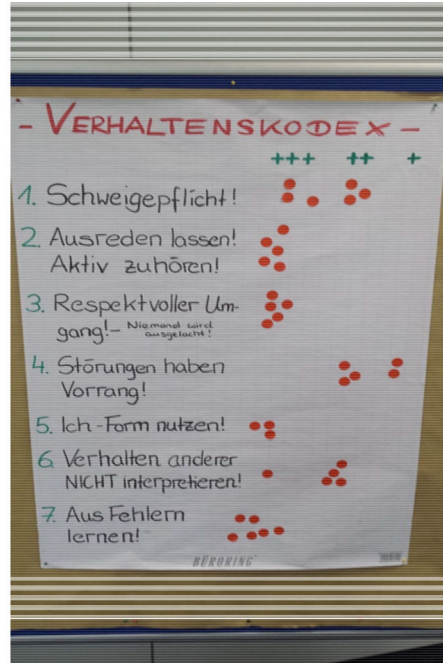 - VERHALTENSKODEX -
+++ ++ +
1. Schweigepflicht!
2. Ausreden lassen!
Aktiv zuhören!
3. Respektvoller Um-
gang! - Niemand wird
ausgelacht!
4. Störungen haben
Vorrang!
5. Ich-Form nutzen!
6. Verhalten anderer
NICHT interpretieren!
7. Aus Fehlern
lernen!
BÜRORING